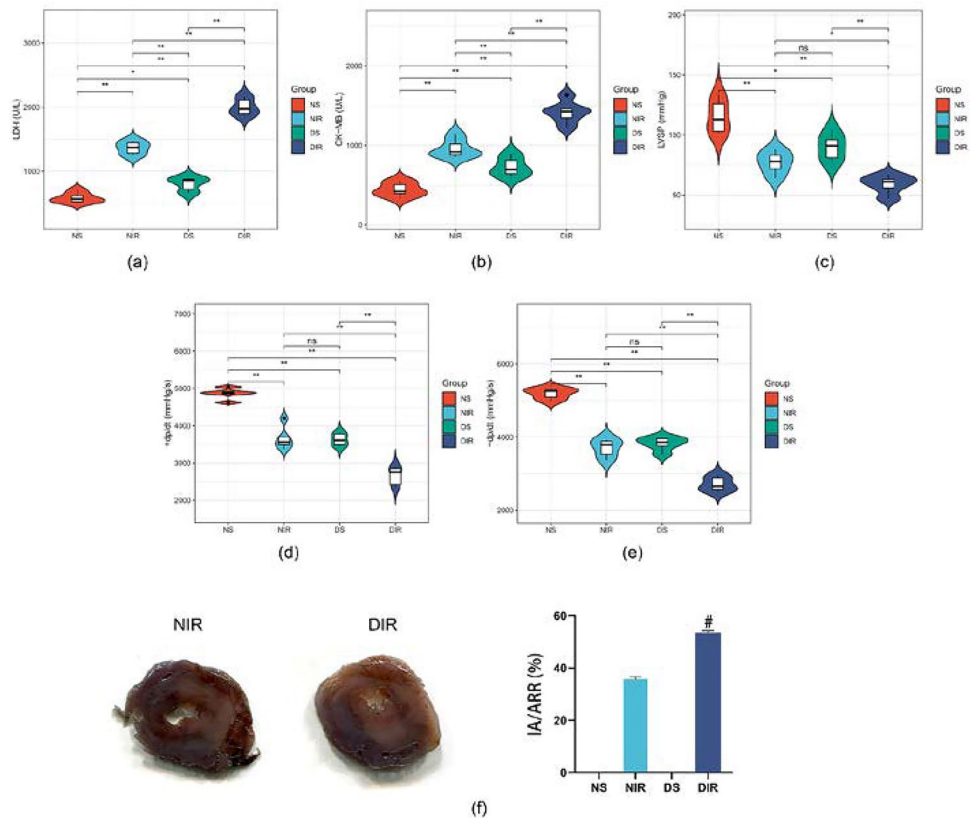 LDH (U/L)
3000
2000
1000
**
**
**
**
*
**
NS
NIR
DS
DIR
Group
NS
NIR
DS
DIR
(a)
CK-MB (U/L)
2000
1000
0
**
**
**
**
**
**
NS
NIR
DS
DIR
Group
NS
NIR
DS
DIR
(b)
LVSP (mmHg)
200
150
100
**
*
ns
**
*
**
NS
NIR
DS
DIR
Group
NS
NIR
DS
DIR
(c)
+dp/dt (mmHg/s)
7000
6000
5000
4000
3000
2000
**
**
ns
**
**
**
NS
NIR
DS
DIR
Group
NS
NIR
DS
DIR
(d)
-dp/dt (mmHg/s)
6000
4000
2000
**
**
ns
**
**
**
NS
NIR
DS
DIR
Group
NS
NIR
DS
DIR
(e)
NIR
DIR
IA/ARR (%)
60
40
20
0
#
NS NIR DS DIR
(f)